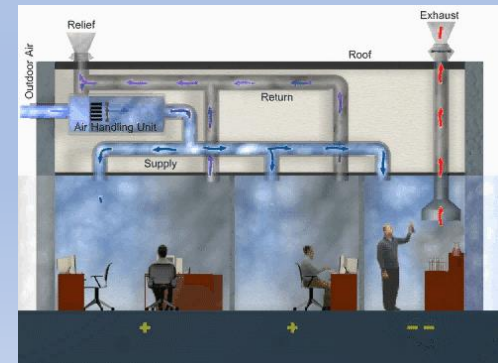 Exhaust
Relief
Roof
Outdoor Air
Return
Air Handling Unit
Supply
+ + --